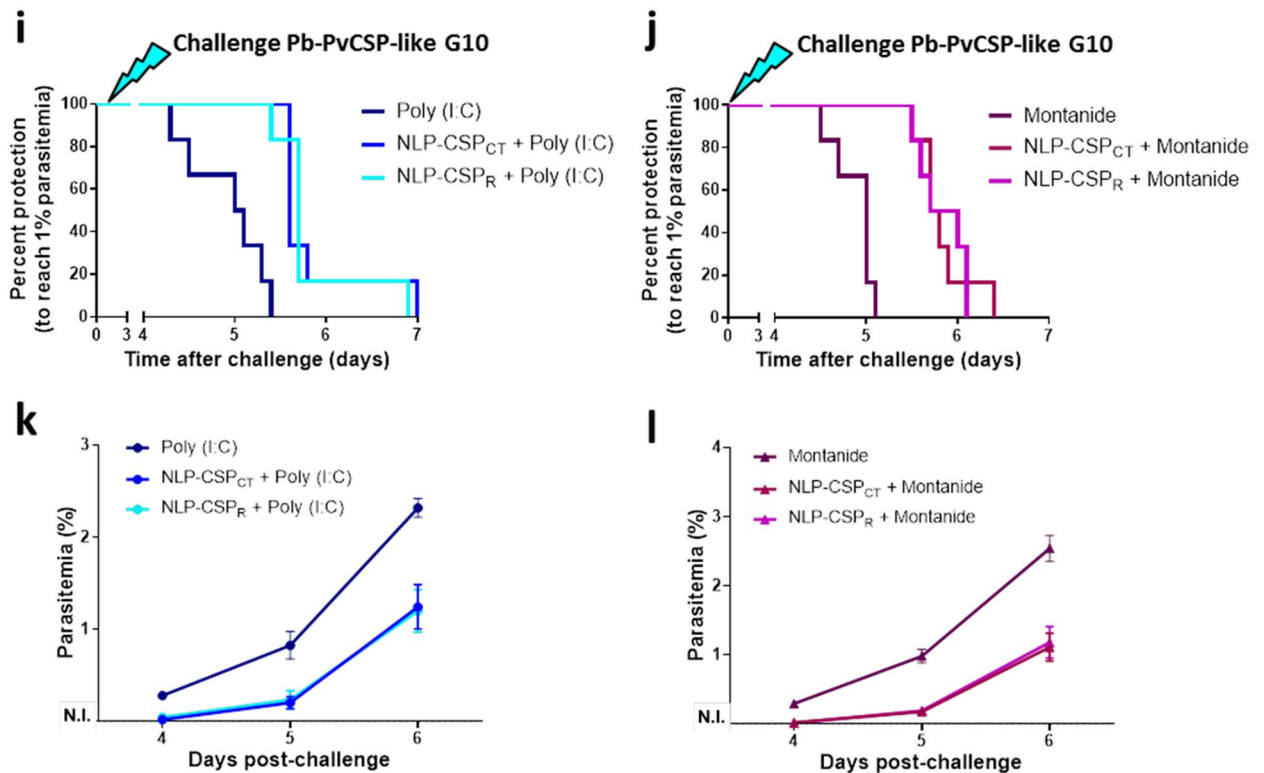 i
Challenge Pb-PvCSP-like G10
Percent protection
(to reach 1% parasitemia)
100
80
60
40
20
0
0 3 4 5 6 7
Time after challenge (days)
Poly (I:C)
NLP-CSPCT + Poly (I:C)
NLP-CSPR + Poly (I:C)
j
Challenge Pb-PvCSP-like G10
Percent protection
(to reach 1% parasitemia)
100
80
60
40
20
0
0 3 4 5 6 7
Time after challenge (days)
Montanide
NLP-CSPCT + Montanide
NLP-CSPR + Montanide
k
Parasitemia (%)
3
2
1
N.I.
4 5 6
Days post-challenge
Poly (I:C)
NLP-CSPCT + Poly (I:C)
NLP-CSPR + Poly (I:C)
l
Parasitemia (%)
4
3
2
1
N.I.
4 5 6
Days post-challenge
Montanide
NLP-CSPCT + Montanide
NLP-CSPR + Montanide